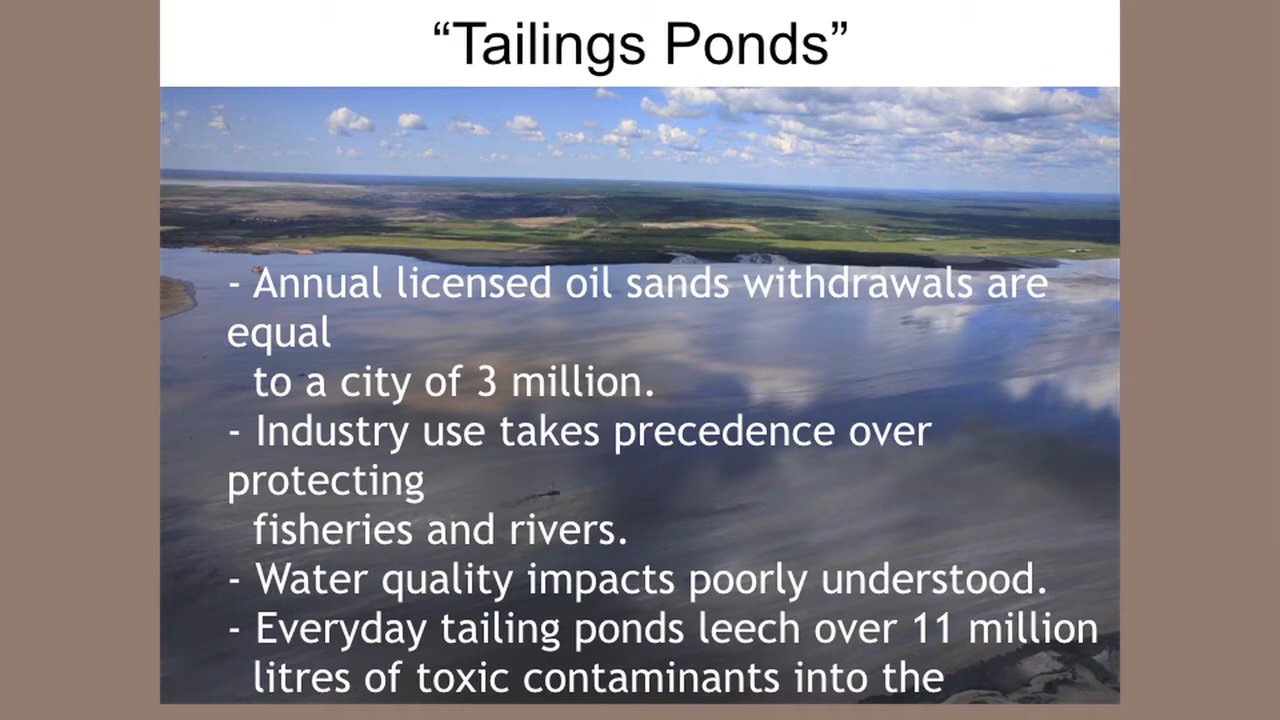 “Tailings Ponds”
- Annual licensed oil sands withdrawals are
equal
to a city of 3 million.
- Industry use takes precedence over
protecting
fisheries and rivers.
- Water quality impacts poorly understood.
- Everyday tailing ponds leech over 11 million
litres of toxic contaminants into the